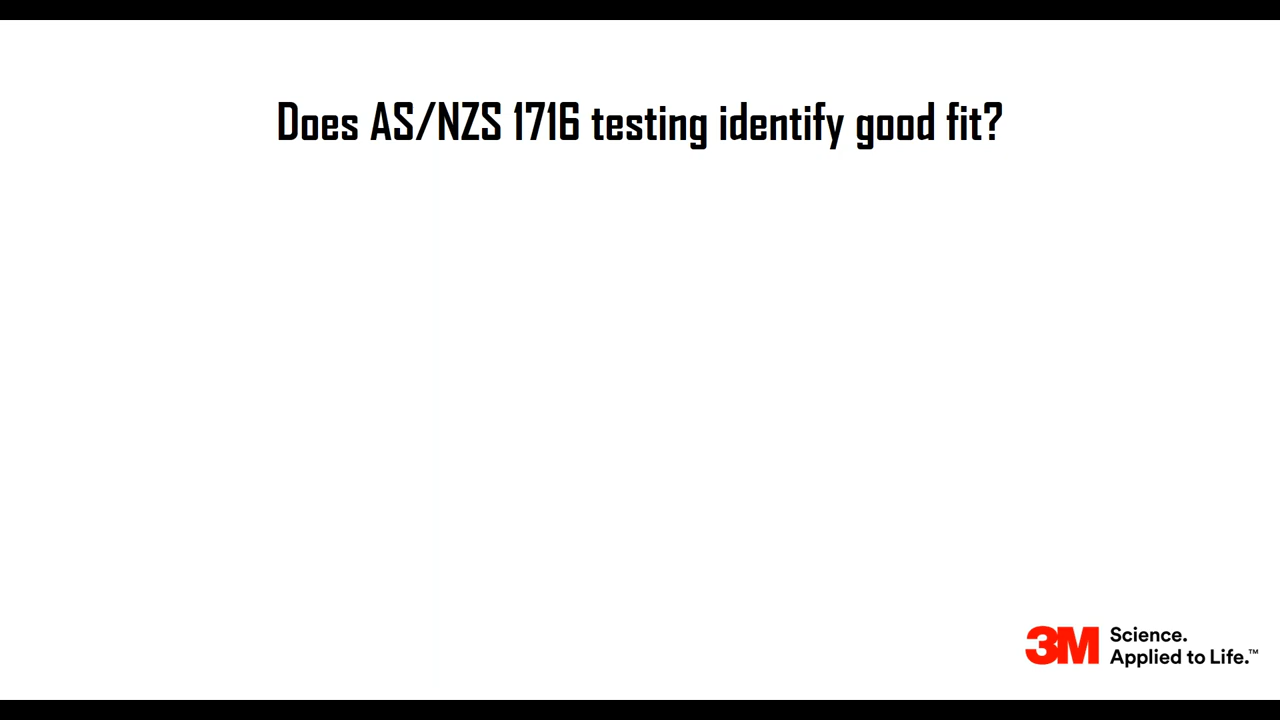 Does AS/NZS 1716 testing identify good fit?
3M Science.
Applied to Life.™